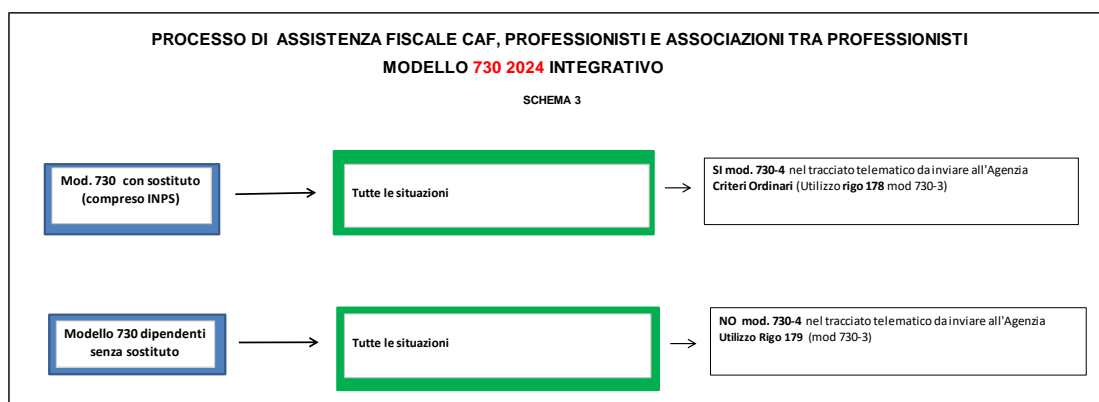 PROCESSO DI ASSISTENZA FISCALE CAF, PROFESSIONISTI E ASSOCIAZIONI TRA PROFESSIONISTI
MODELLO 730 2024 INTEGRATIVO
SCHEMA 3
Mod. 730 con sostituto
(compreso INPS)
Tutte le situazioni
SI mod. 730-4 nel tracciato telematico da inviare all'Agenzia
Criteri Ordinari (Utilizzo rigo 178 mod 730-3)
Modello 730 dipendenti
senza sostituto
Tutte le situazioni
NO mod. 730-4 nel tracciato telematico da inviare all'Agenzia
Utilizzo Rigo 179 (mod 730-3)